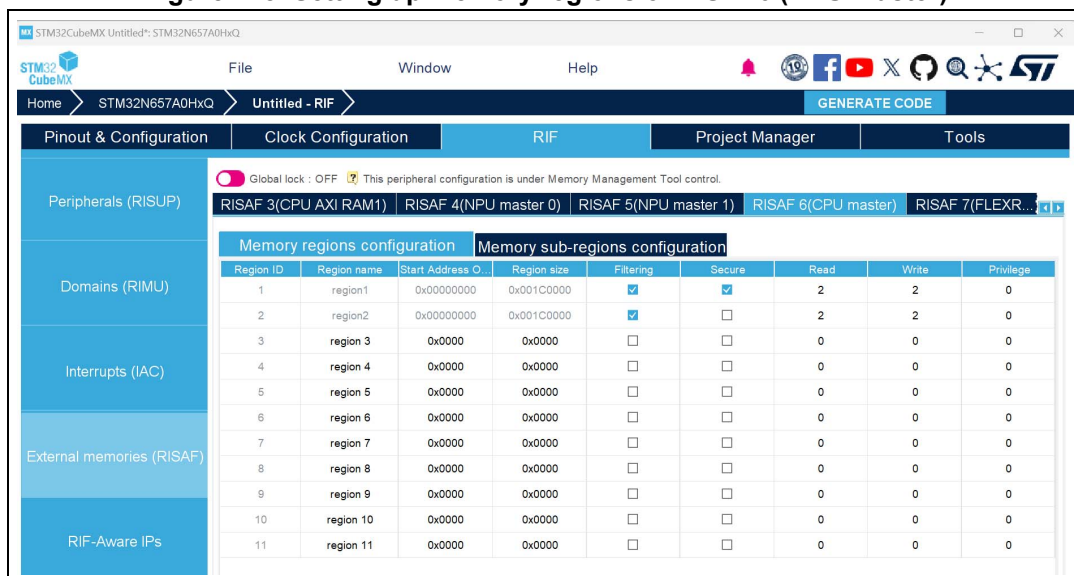 STM32CubeMX Untitled*: STM32N657A0HxQ
STM32 CubeMX File Window Help
Home STM32N657A0HxQ Untitled - RIF GENERATE CODE
Pinout & Configuration Clock Configuration RIF Project Manager Tools
Global lock : OFF ? This peripheral configuration is under Memory Management Tool control.
Peripherals (RISUP)
Domains (RIMU)
Interrupts (IAC)
External memories (RISAF)
RIF-Aware IPs
RISAF 3(CPU AXI RAM1) RISAF 4(NPU master 0) RISAF 5(NPU master 1) RISAF 6(CPU master) RISAF 7(FLEXR...
Memory regions configuration Memory sub-regions configuration
Region ID Region name Start Address O... Region size Filtering Secure Read Write Privilege
1 region1 0x00000000 0x001C0000 2 2 0
2 region2 0x00000000 0x001C0000 2 2 0
3 region 3 0x0000 0x0000 0 0 0
4 region 4 0x0000 0x0000 0 0 0
5 region 5 0x0000 0x0000 0 0 0
6 region 6 0x0000 0x0000 0 0 0
7 region 7 0x0000 0x0000 0 0 0
8 region 8 0x0000 0x0000 0 0 0
9 region 9 0x0000 0x0000 0 0 0
10 region 10 0x0000 0x0000 0 0 0
11 region 11 0x0000 0x0000 0 0 0